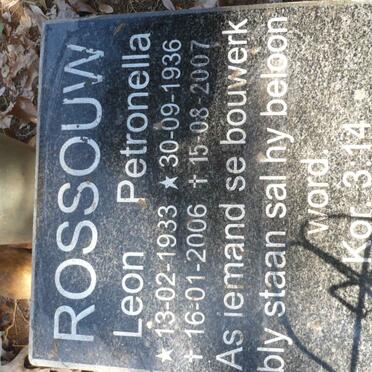 ROSSOUW
Leon Petronella
★ 13-02-1933 ★ 30-09-1936
✝ 16-01-2006 ✝ 15-08-2007
As iemand se bouwerk
bly staan sal hy beloon
word.
Kor 3 14